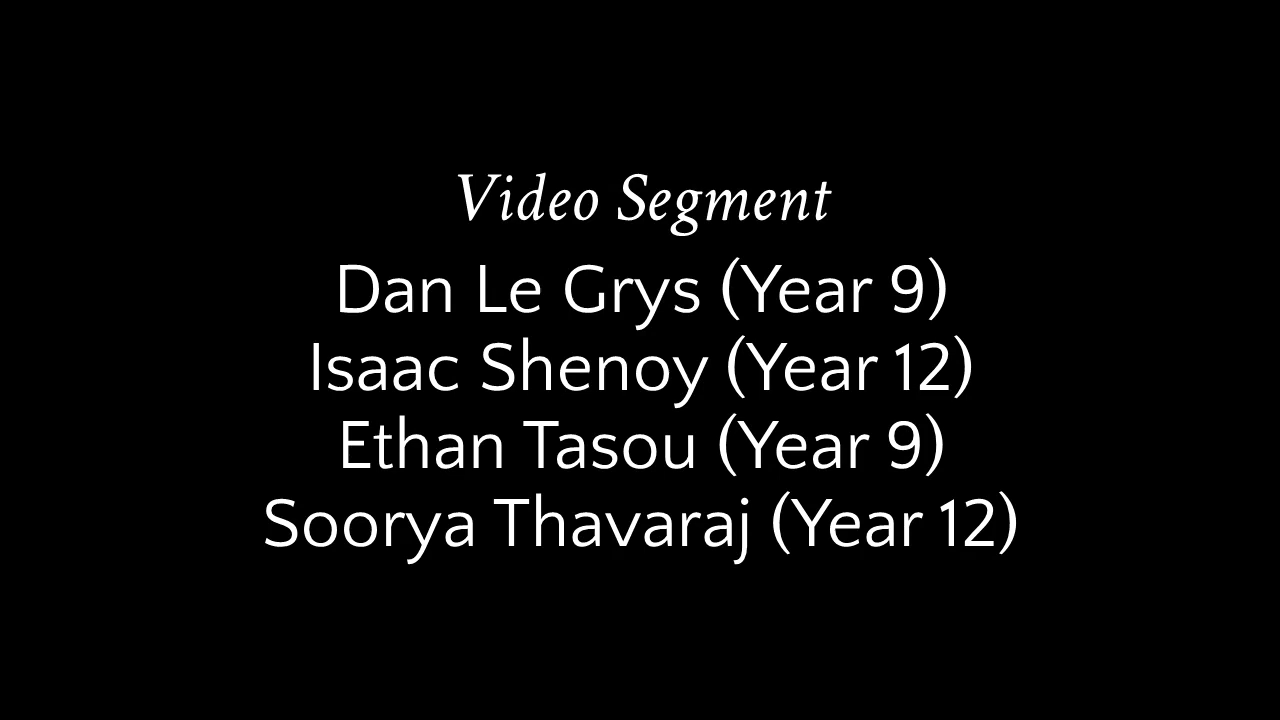 Video Segment
Dan Le Grys (Year 9)
Isaac Shenoy (Year 12)
Ethan Tasou (Year 9)
Soorya Thavaraj (Year 12)